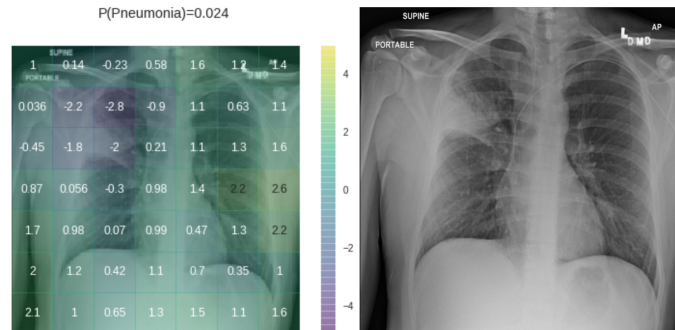 P(Pneumonia)=0.024
SUPINE
PORTABLE
1 0.14 -0.23 0.58 1.6 1.2 1.4
0.036 -2.2 -2.8 -0.9 1.1 0.63 1.1
-0.45 -1.8 -2 0.21 1.1 1.3 1.6
0.87 0.056 -0.3 0.98 1.4 2.2 2.6
1.7 0.98 0.07 0.99 0.47 1.3 2.2
2 1.2 0.42 1.1 0.7 0.35 1
2.1 1 0.65 1.3 1.5 1.1 1.6
4
2
0
−2
−4
SUPINE
PORTABLE
AP
L
D M D